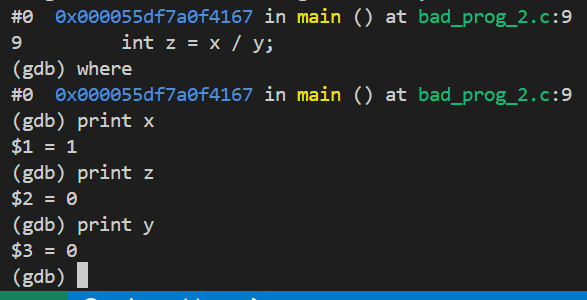 #0  0x000055df7a0f4167 in main () at bad_prog_2.c:9
9         int z = x / y;
(gdb) where
#0  0x000055df7a0f4167 in main () at bad_prog_2.c:9
(gdb) print x
$1 = 1
(gdb) print z
$2 = 0
(gdb) print y
$3 = 0
(gdb)